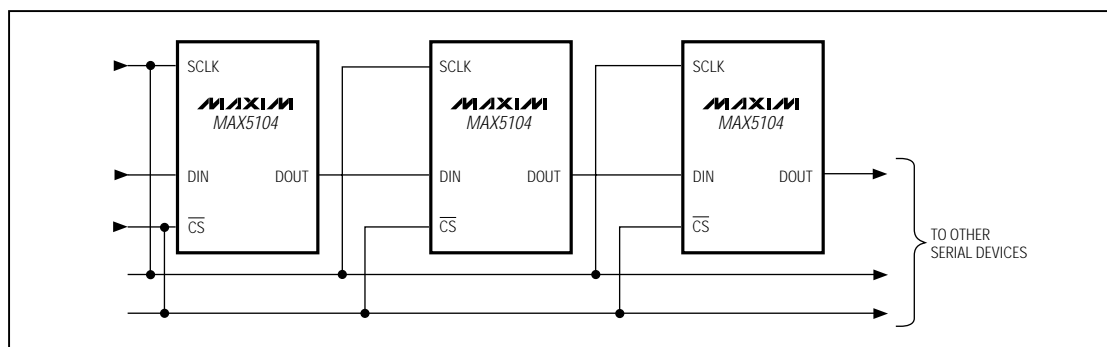 SCLK
MAXIM
MAX5104
DIN DOUT
CS
SCLK
MAXIM
MAX5104
DIN DOUT
CS
SCLK
MAXIM
MAX5104
DIN DOUT
CS
TO OTHER
SERIAL DEVICES